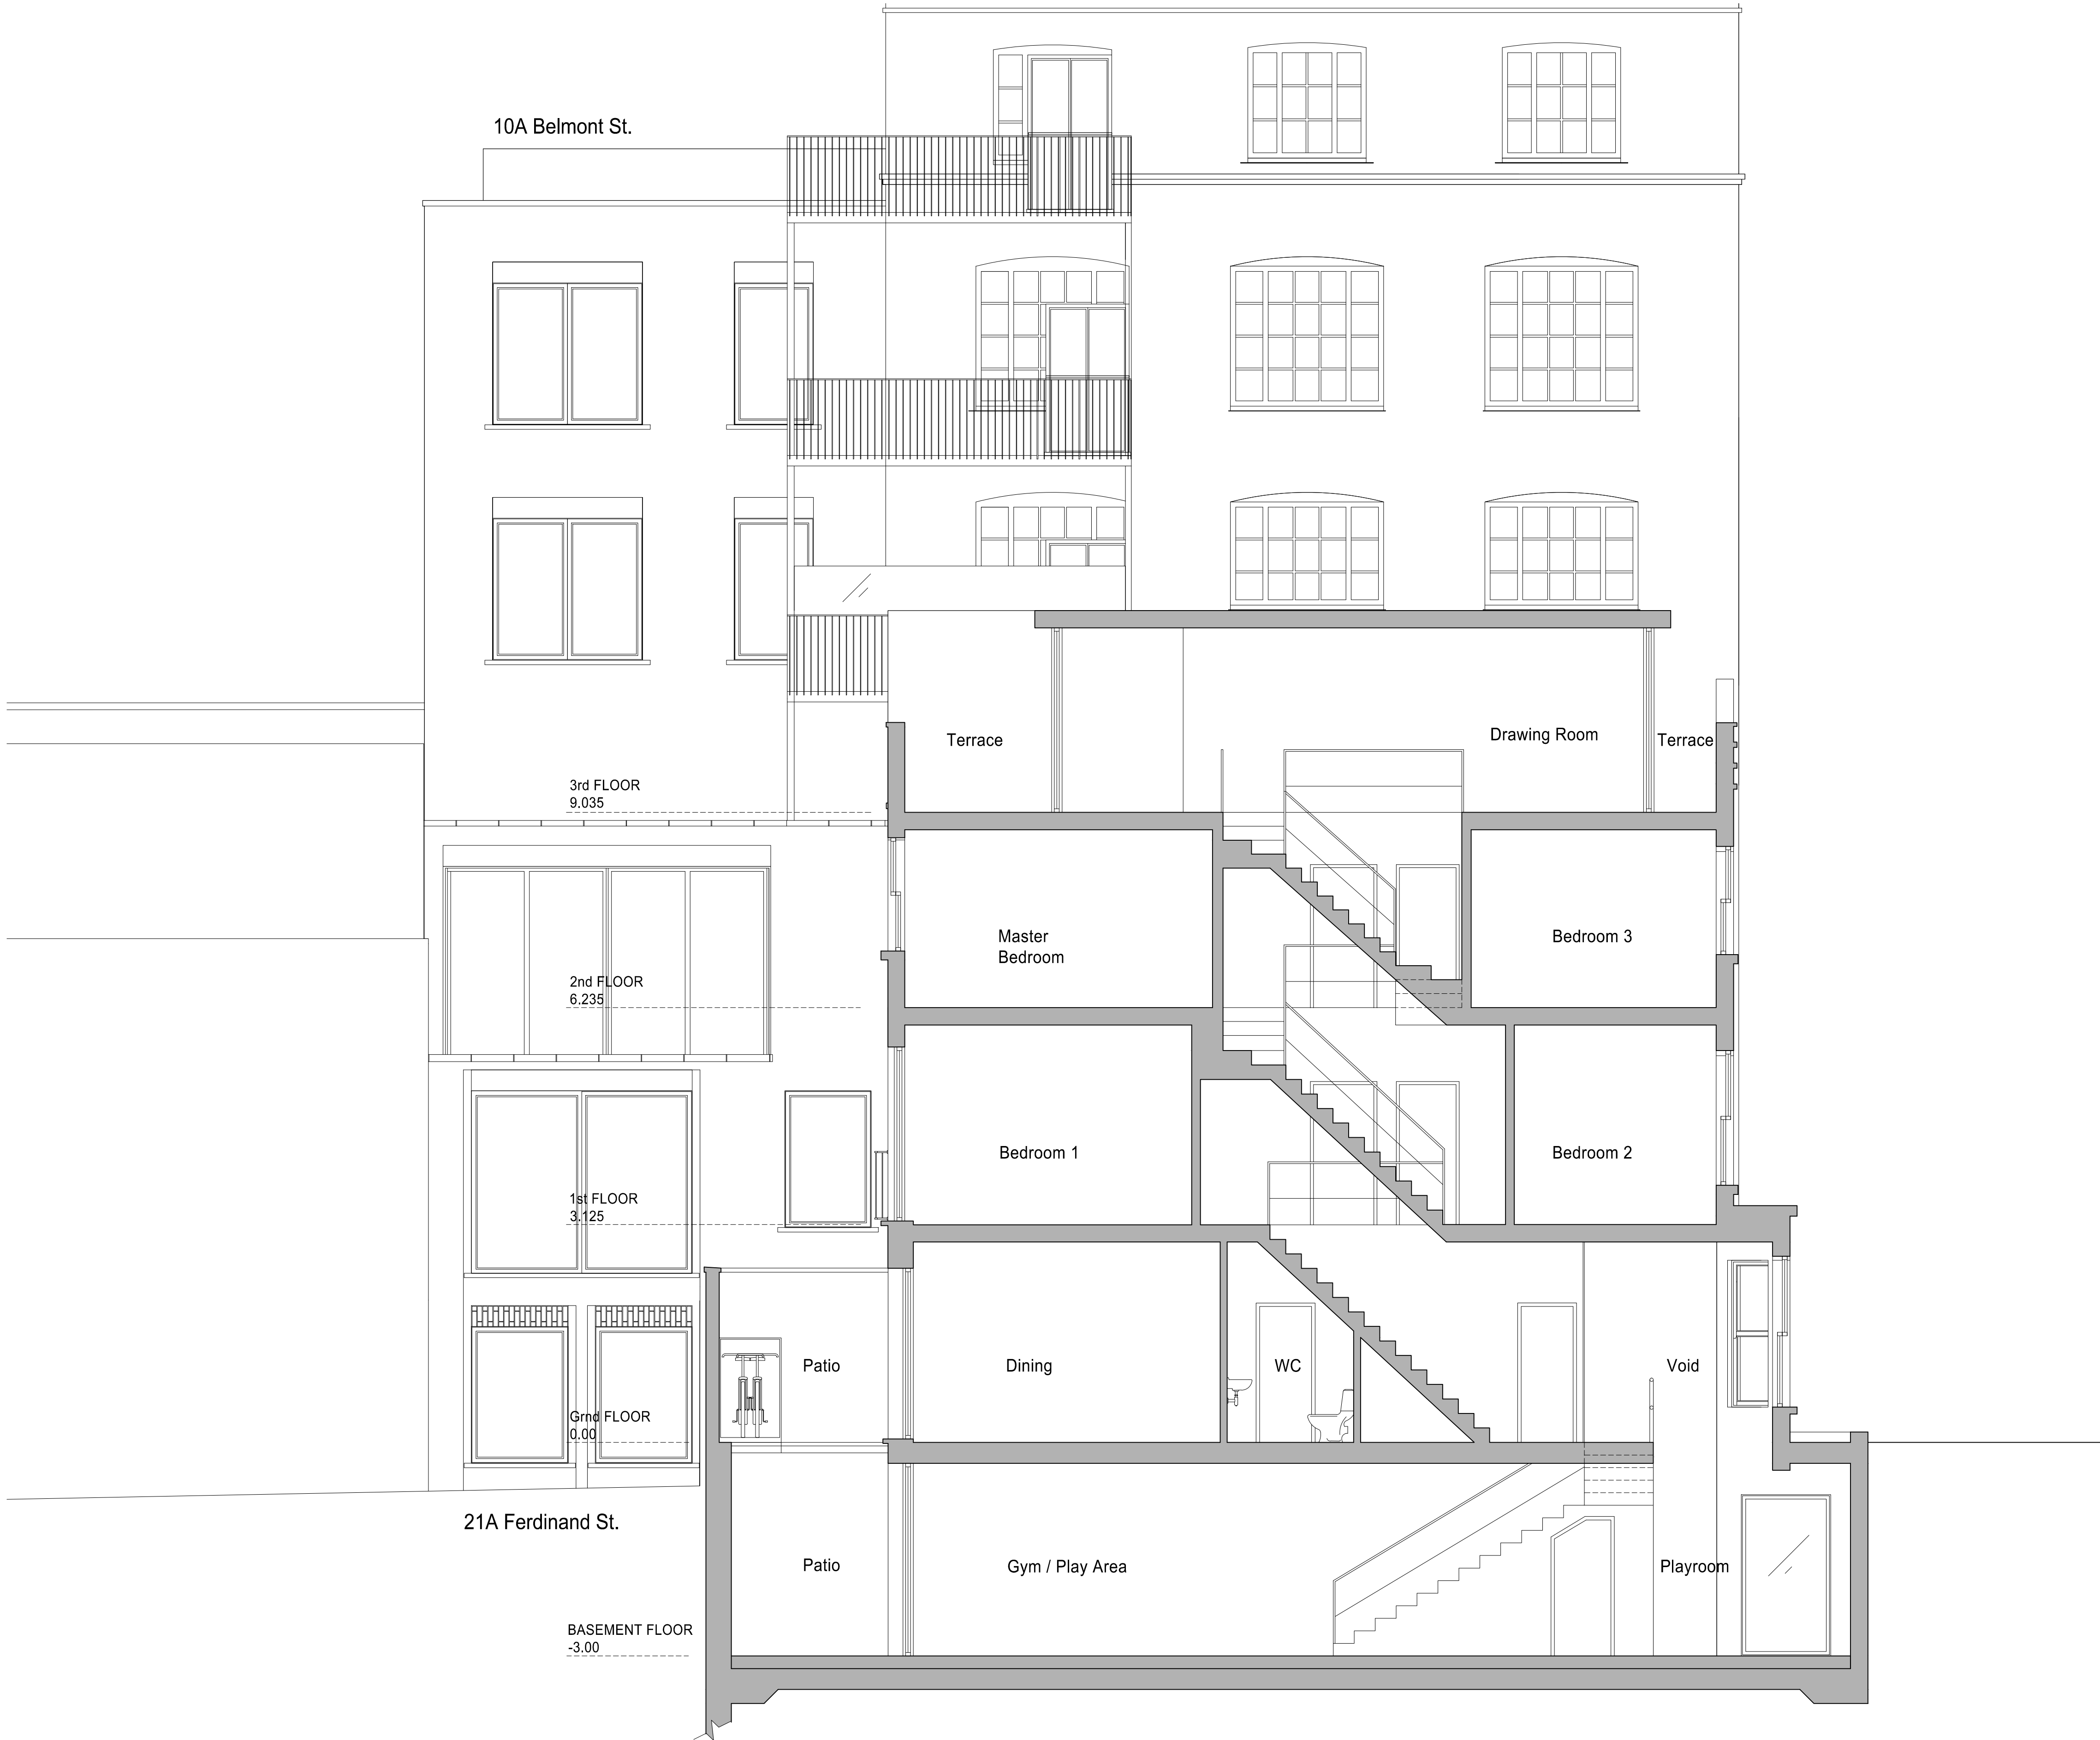 10A Belmont St.
Terrace
Drawing Room
Terrace
3rd FLOOR
9.035
Master
Bedroom
Bedroom 3
2nd FLOOR
6.235
Bedroom 1
Bedroom 2
1st FLOOR
3.125
Patio
Dining
WC
Void
Grnd FLOOR
0.00
21A Ferdinand St.
Patio
Gym / Play Area
Playroom
BASEMENT FLOOR
-3.00